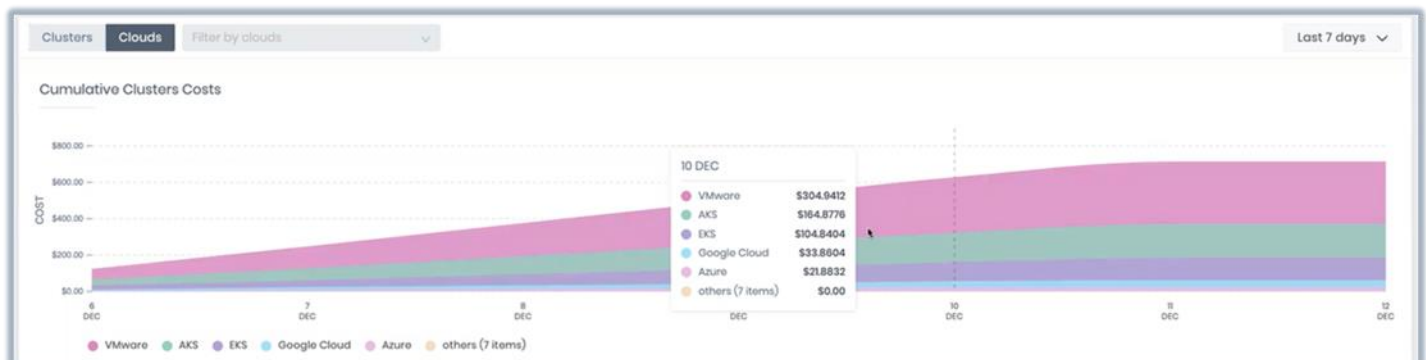 Clusters Clouds Filter by clouds Last 7 days
Cumulative Clusters Costs
COST
$800.00
$600.00
$400.00
$200.00
$0.00
10 DEC
VMware $304.9412
AKS $164.8776
EKS $104.8404
Google Cloud $33.8604
Azure $21.8832
others (7 items) $0.00
6 7 8 10 11 12
DEC DEC DEC DEC DEC DEC DEC
VMware AKS EKS Google Cloud Azure others (7 items)